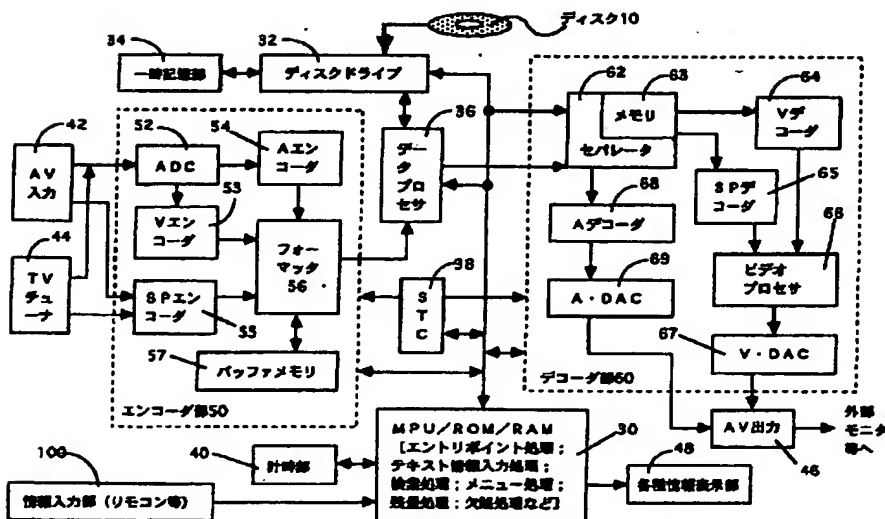 ディスク10
34
32
一時記憶部
ディスクドライブ
62
63
64
メモリ
Vデ
コーダ
セパレータ
42
52
54
36
AV
入力
ADC
Aエン
コーダ
データ
プロセサ
53
Vエン
コーダ
65
SPデ
コーダ
68
Aデコーダ
44
TV
チューナ
フォー
マッタ
56
38
STC
69
A・DAC
66
ビデオ
プロセサ
SPエン
コーダ
55
67
V・DAC
57
バッファメモリ
エンコーダ部50
デコーダ部60
MPU/ROM/RAM
[エントリポイント処理;
テキスト情報入力処理;
検索処理;メニュー処理;
残量処理;欠絵処理など]
30
AV出力
46
外部
モニタ
等へ
40
計時部
48
各種情報表示部
100
情報入力部(リモコン等)